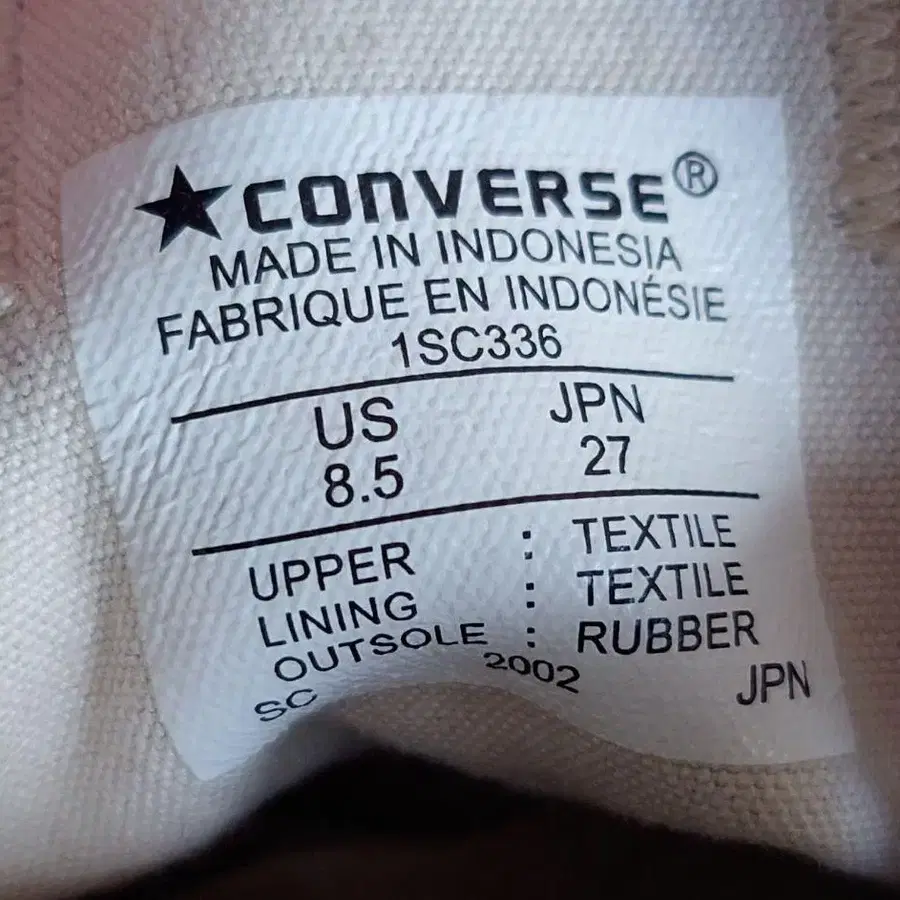 ★CONVERSE®
MADE IN INDONESIA
FABRIQUE EN INDONÉSIE
1SC336
US JPN
8.5 27
UPPER : TEXTILE
LINING : TEXTILE
OUTSOLE : RUBBER
SC 2002 JPN